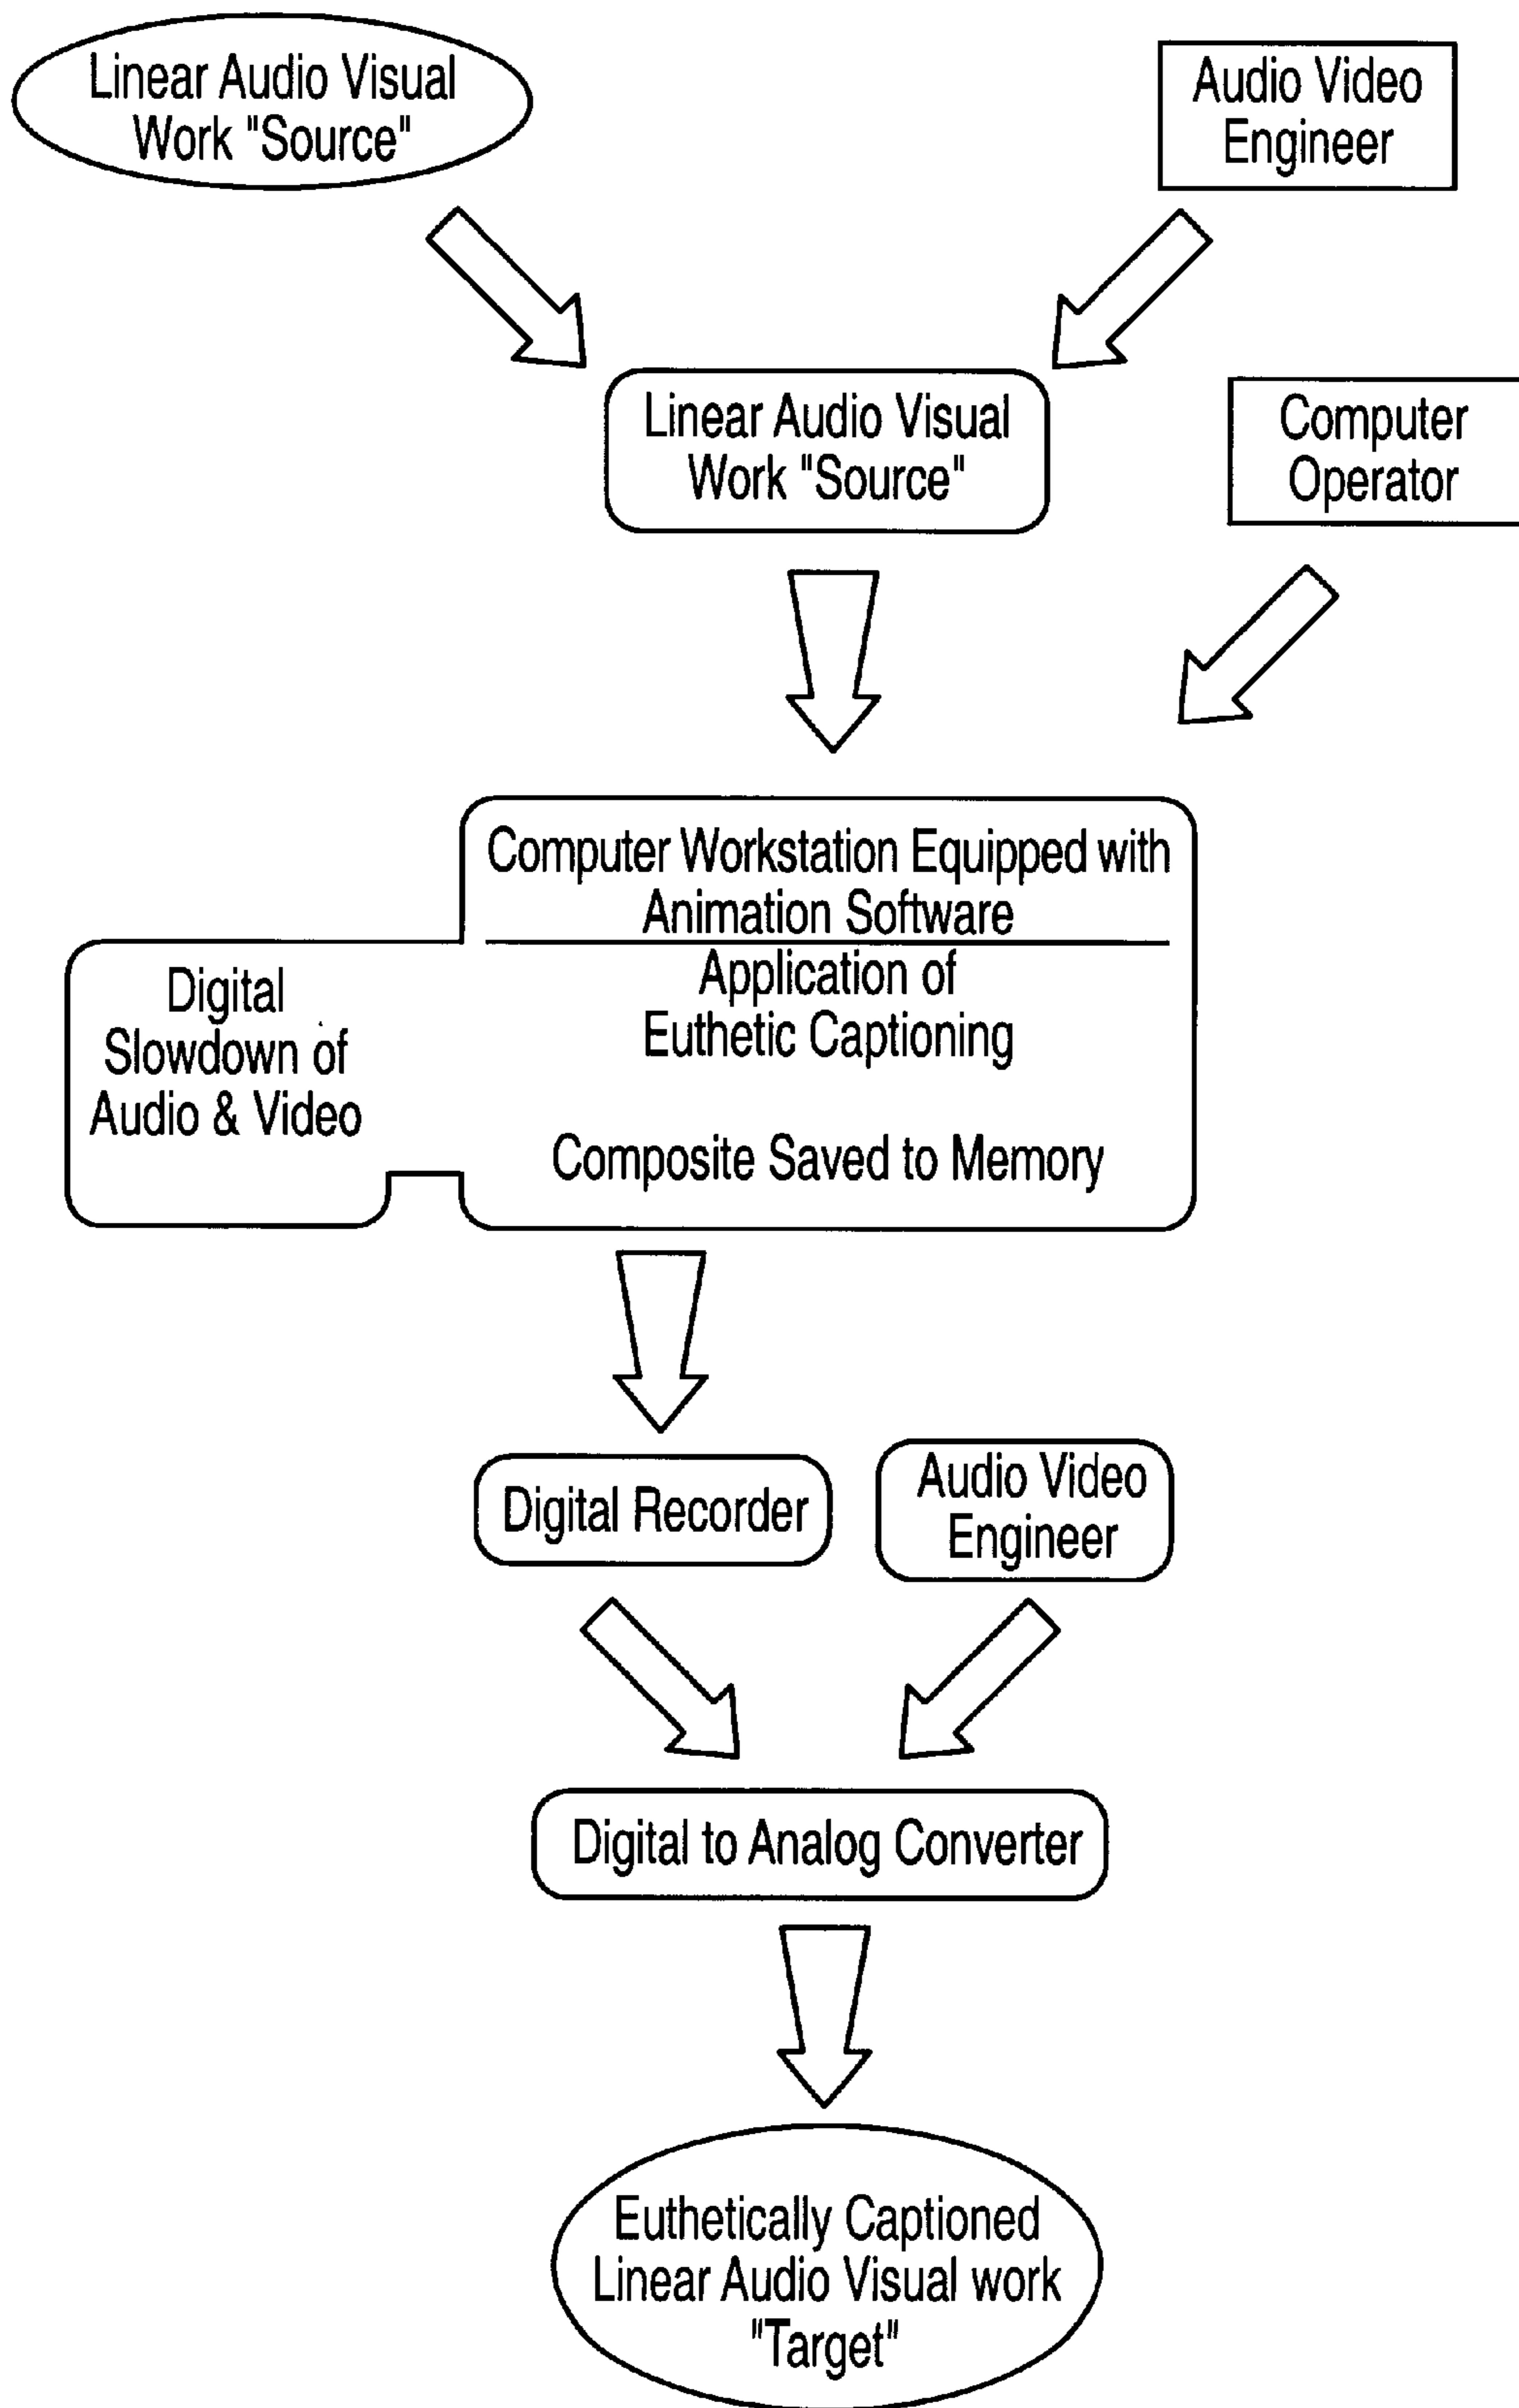 Linear Audio Visual
Work "Source"
Audio Video
Engineer
Linear Audio Visual
Work "Source"
Computer
Operator
Computer Workstation Equipped with
Animation Software
Application of
Euthetic Captioning
Digital
Slowdown of
Audio & Video
Composite Saved to Memory
Digital Recorder
Audio Video
Engineer
Digital to Analog Converter
Euthetically Captioned
Linear Audio Visual work
"Target"